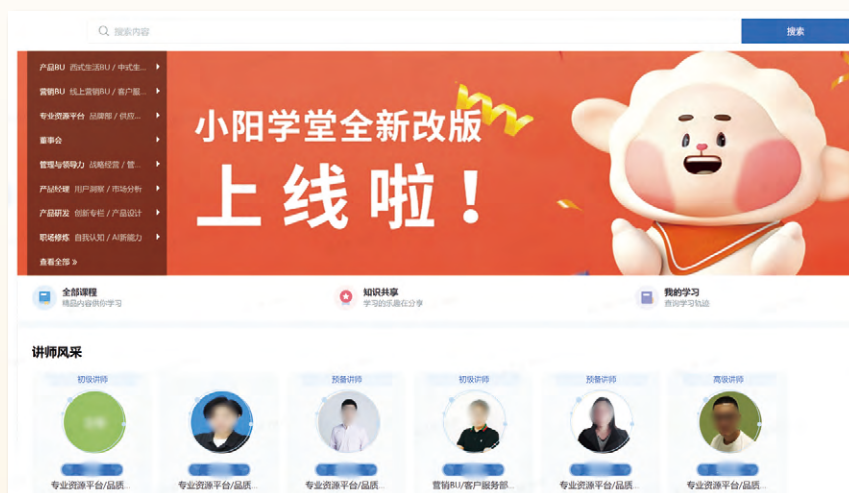 搜索内容
搜索
产品BU 西式生活BU / 中式生...
营销BU 线上营销BU / 客户服...
专业资源平台 品牌部 / 供应...
董事会
管理与领导力 战略经营 / 管...
产品经理 用户洞察 / 市场分析
产品研发 创新专栏 / 产品设计
职场修炼 自我认知 / AI新能力
查看全部 »
小阳学堂全新改版
上线啦！
全部课程
精品内容供你学习
知识共享
学习的乐趣在分享
我的学习
查询学习轨迹
讲师风采
初级讲师
预备讲师
初级讲师
预备讲师
高级讲师
专业资源平台/品质...
专业资源平台/品质...
专业资源平台/品质...
营销BU/客户服务部...
专业资源平台/品质...
专业资源平台/品质...